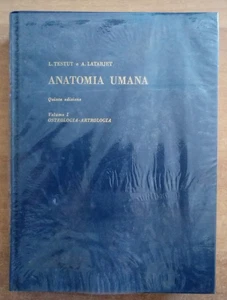 L. TESTUT e A. LATARJET
ANATOMIA UMANA
Quinta edizione
Volume I
OSTEOLOGIA-ARTROLOGIA